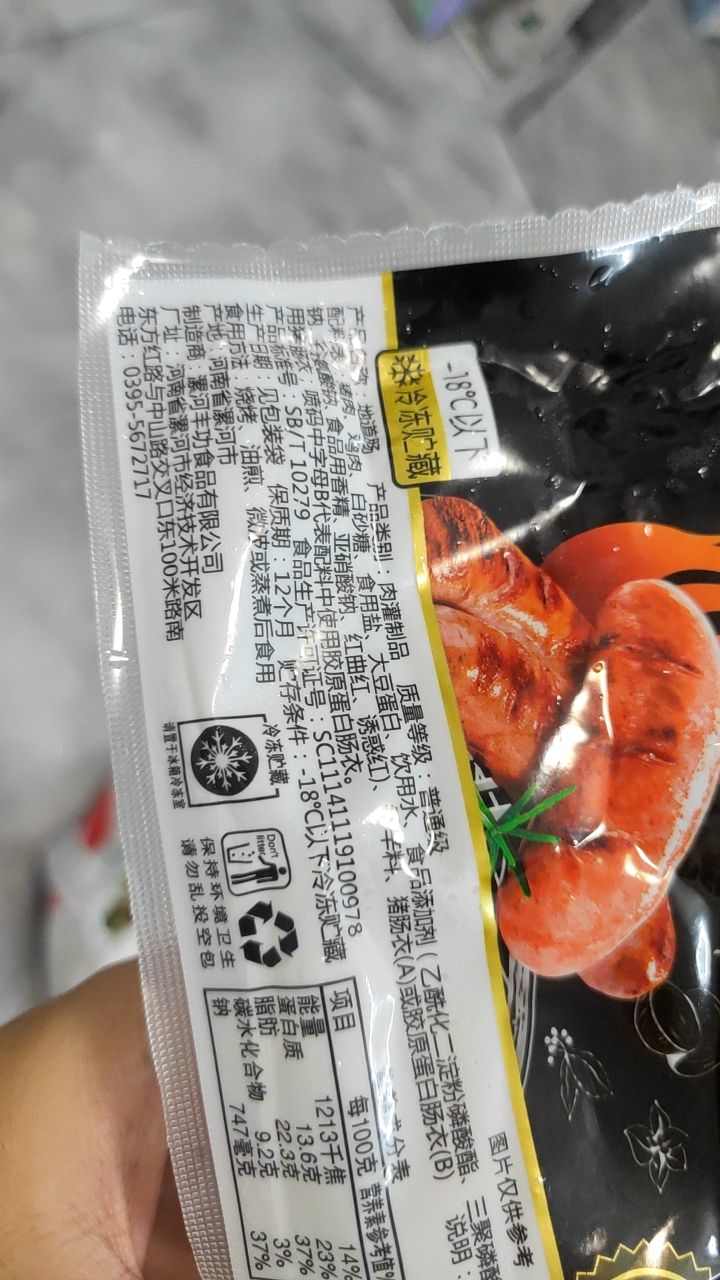 -18℃以下
冷冻贮藏
产品名称：地道肠 产品类别：肉灌制品 质量等级：普通级
猪肉、鸡肉、白砂糖、食用盐、大豆蛋白、饮用水、食品添加剂（乙酰化二淀粉磷酸酯、三聚磷酸
钠、食品用香精、亚硝酸钠、红曲红、诱惑红）、猪肠衣(A)或胶原蛋白肠衣(B) 说明：
喷码中字母B代表配料中使用胶原蛋白肠衣。
产品标准号：SB/T 10279 食品生产许可证号：SC11141119100978
生产日期：见包装袋 保质期：12个月 贮存条件：-18℃以下冷冻贮藏
食用方法：烧烤、油煎、微波或蒸煮后食用
产地：河南省漯河市
制造商：漯河丰功食品有限公司
厂址：河南省漯河市经济技术开发区
东方红路与中山路交叉口东100米路南
电话：0395-5672717
冷冻贮藏
请置于冰箱冷冻室
Don't litter!
保持环境卫生
请勿乱投空包
成分表
项目 每100克 营养素参考值%
能量 1213千焦 14%
蛋白质 13.6克 23%
脂肪 22.3克 37%
碳水化合物 9.2克 3%
钠 747毫克 37%
图片仅供参考